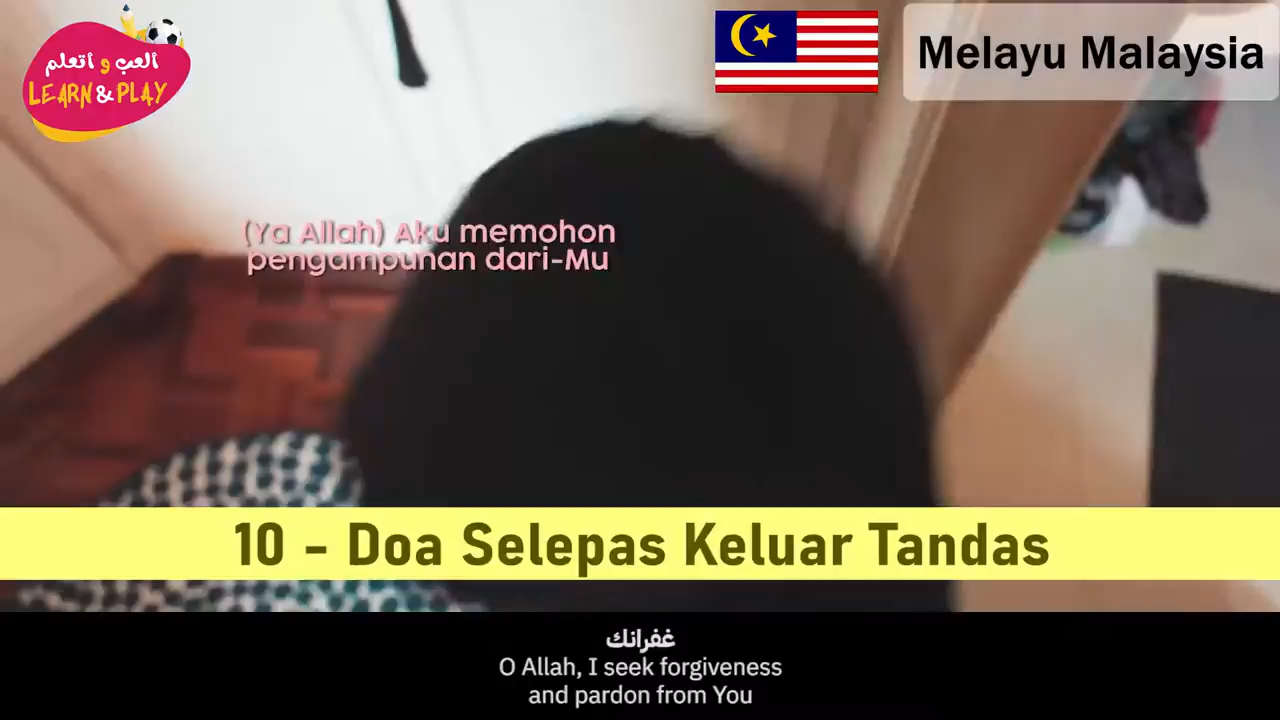 ألعب و أتعلم
LEARN & PLAY
Melayu Malaysia
(Ya Allah) Aku memohon
pengampunan dari-Mu
10 - Doa Selepas Keluar Tandas
غفرانك
O Allah, I seek forgiveness
and pardon from You